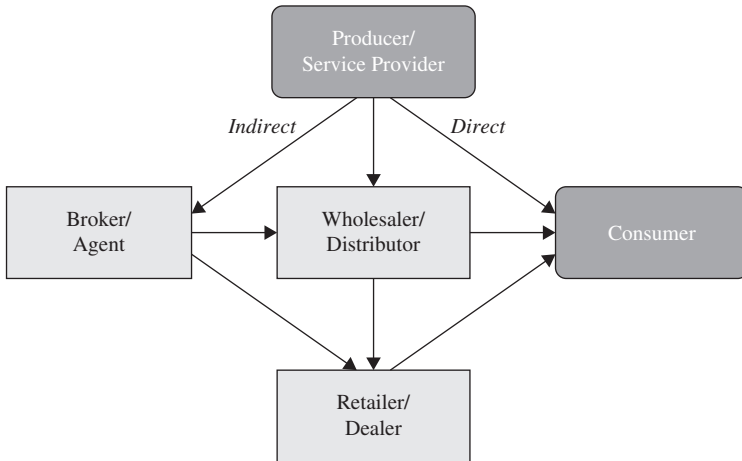 Producer/
Service Provider
Indirect
Direct
Broker/
Agent
Wholesaler/
Distributor
Consumer
Retailer/
Dealer